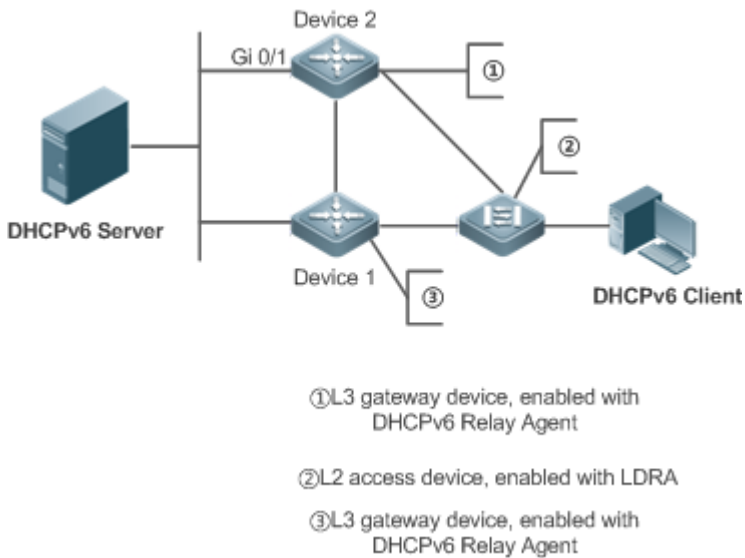 Device 2
Gi 0/1
①
②
DHCPv6 Server
Device 1
③
DHCPv6 Client
①L3 gateway device, enabled with
DHCPv6 Relay Agent
②L2 access device, enabled with LDRA
③L3 gateway device, enabled with
DHCPv6 Relay Agent